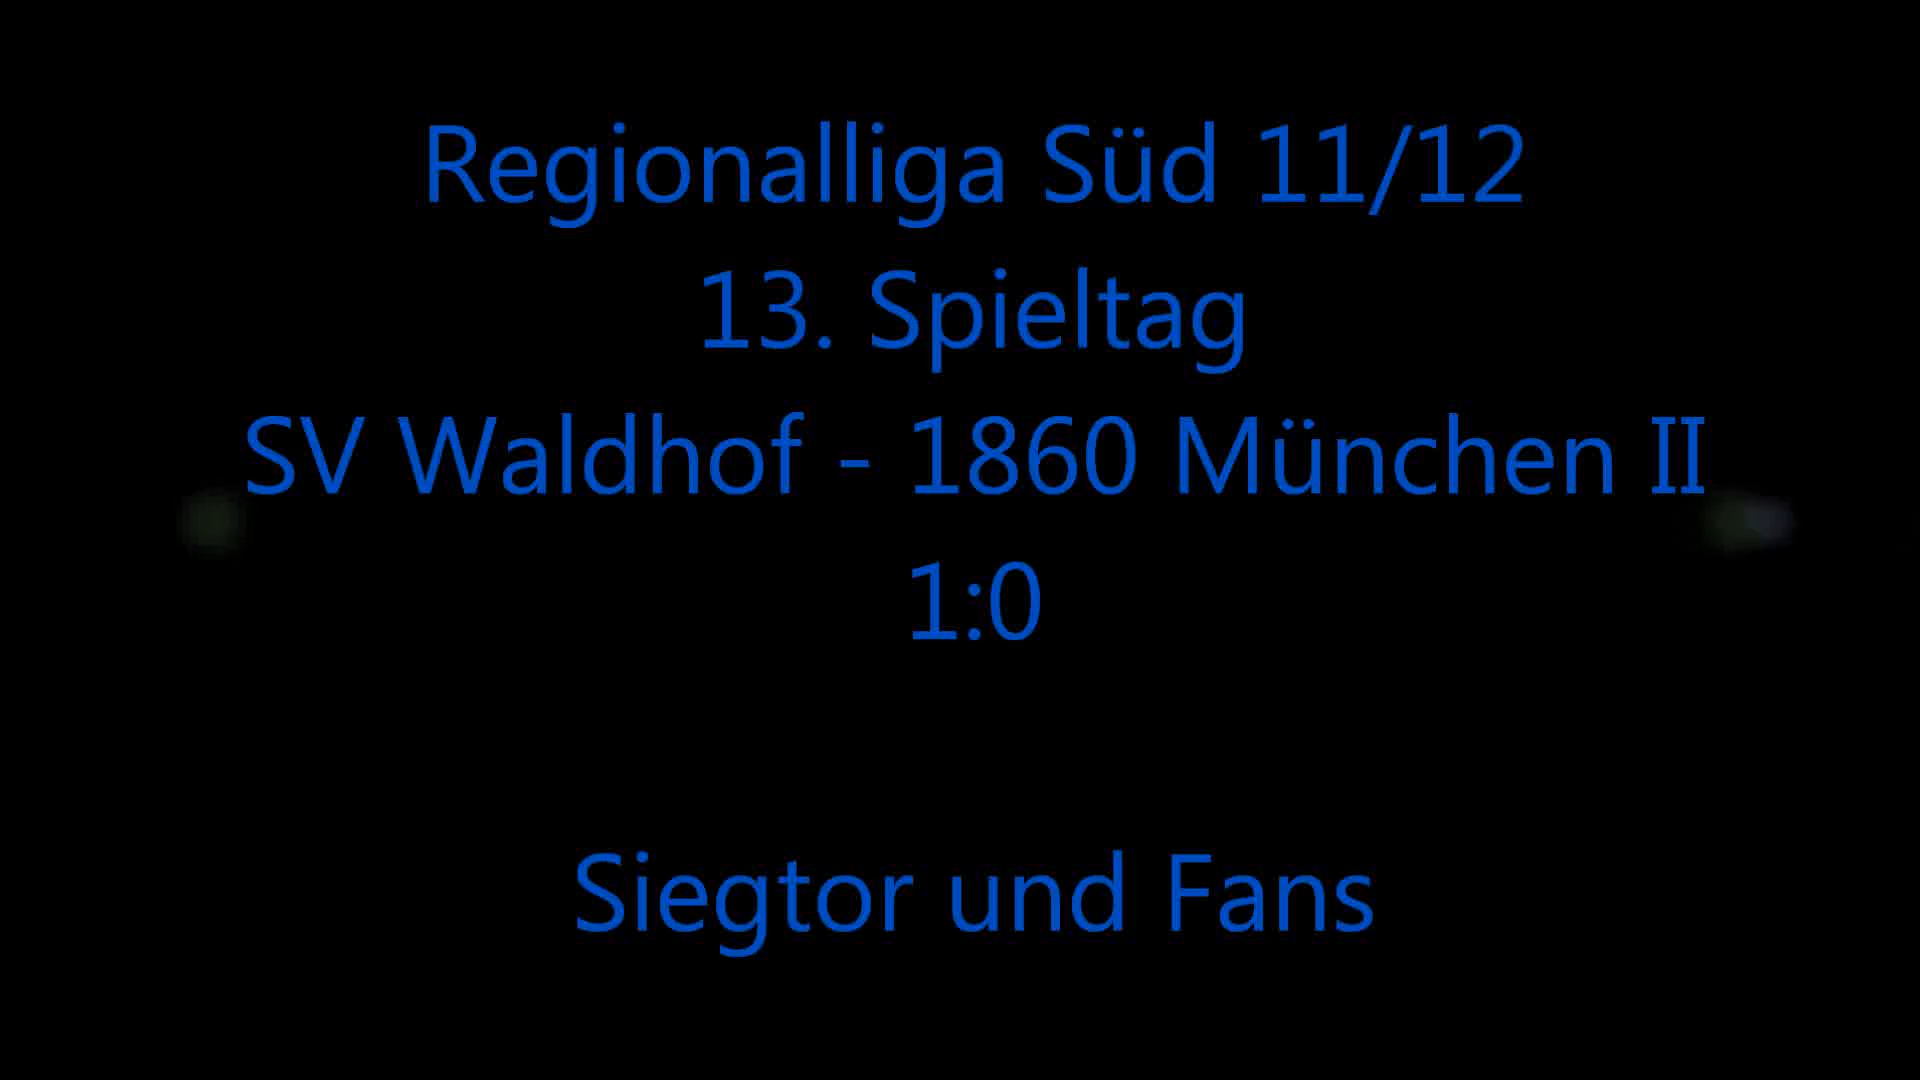 Regionalliga Süd 11/12
13. Spieltag
SV Waldhof - 1860 München II
1:0
Siegtor und Fans